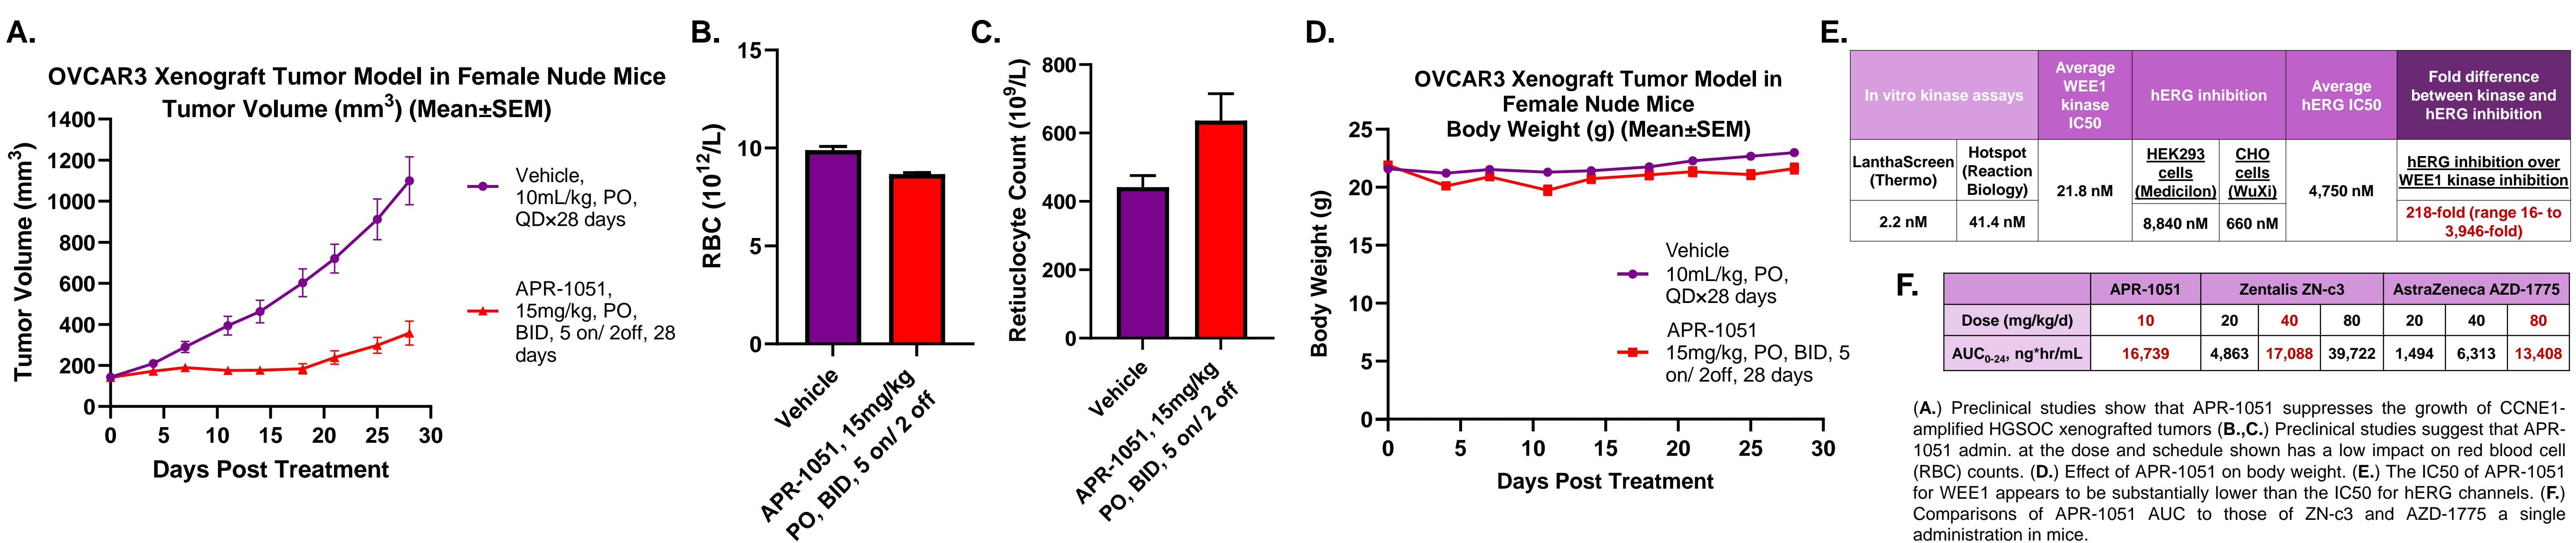 A.
OVCAR3 Xenograft Tumor Model in Female Nude Mice
Tumor Volume (mm3) (Mean±SEM)
Tumor Volume (mm3)
1400
1200
1000
800
600
400
200
0
0 5 10 15 20 25 30
Days Post Treatment
Vehicle,
10mL/kg, PO,
QD×28 days
APR-1051,
15mg/kg, PO,
BID, 5 on/ 2off, 28
days
B.
RBC (10^12/L)
15
10
5
0
Vehicle
APR-1051, 15mg/kg
PO, BID, 5 on/ 2 off
C.
Retiuclocyte Count (10^9/L)
800
600
400
200
0
Vehicle
APR-1051, 15mg/kg
PO, BID, 5 on/ 2 off
D.
OVCAR3 Xenograft Tumor Model in
Female Nude Mice
Body Weight (g) (Mean±SEM)
Body Weight (g)
25
20
15
10
5
0
0 5 10 15 20 25 30
Days Post Treatment
Vehicle
10mL/kg, PO,
QD×28 days
APR-1051
15mg/kg, PO, BID, 5
on/ 2off, 28 days
E.
In vitro kinase assays
Average
WEE1
kinase
IC50
hERG inhibition
Average
hERG IC50
Fold difference
between kinase and
hERG inhibition
LanthaScreen
(Thermo)
Hotspot
(Reaction
Biology)
21.8 nM
HEK293
cells
(Medicilon)
CHO
cells
(WuXi)
4,750 nM
hERG inhibition over
WEE1 kinase inhibition
2.2 nM
41.4 nM
8,840 nM
660 nM
218-fold (range 16- to
3,946-fold)
F.
APR-1051 Zentalis ZN-c3 AstraZeneca AZD-1775
Dose (mg/kg/d) 10 20 40 80 20 40 80
AUC0-24, ng*hr/mL 16,739 4,863 17,088 39,722 1,494 6,313 13,408
(A.) Preclinical studies show that APR-1051 suppresses the growth of CCNE1-
amplified HGSOC xenografted tumors (B.,C.) Preclinical studies suggest that APR-
1051 admin. at the dose and schedule shown has a low impact on red blood cell
(RBC) counts. (D.) Effect of APR-1051 on body weight. (E.) The IC50 of APR-1051
for WEE1 appears to be substantially lower than the IC50 for hERG channels. (F.)
Comparisons of APR-1051 AUC to those of ZN-c3 and AZD-1775 a single
administration in mice.